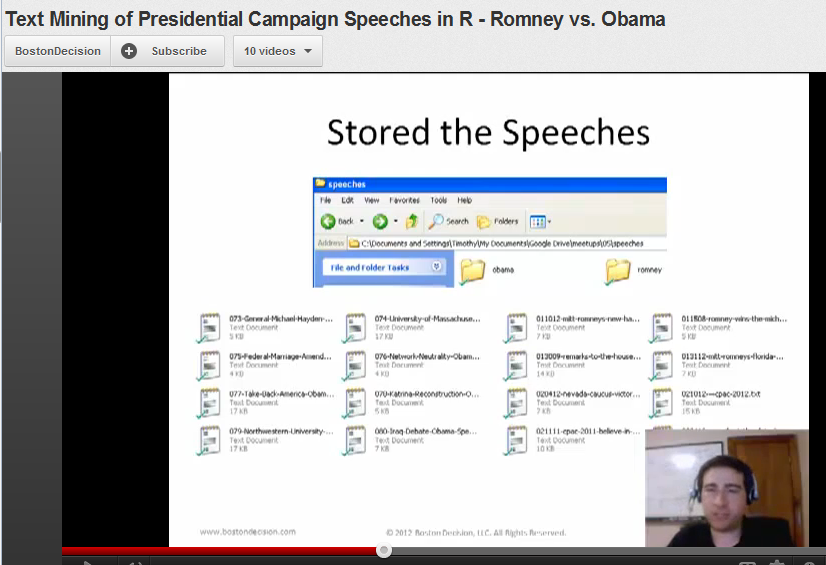 Text Mining of Presidential Campaign Speeches in R - Romney vs. Obama
BostonDecision Subscribe 10 videos
Stored the Speeches
speeches
File Edit View Favorites Tools Help
Back Search Folders
Address C:\Documents and Settings\Timothy\My Documents\Google Drive\meetups\05\speeches
File and Folder Tasks obama romney
073-General-Michael-Hayden-... 074-University-of-Massachuse... 011012-mitt-romneys-new-ha... 011508-romney-wins-the-mich...
Text Document Text Document Text Document Text Document
5 KB 17 KB 7 KB 5 KB
075-Federal-Marriage-Amend... 076-Network-Neutrality-Obam... 013009-remarks-to-the-house... 013112-mitt-romneys-florida-...
Text Document Text Document Text Document Text Document
4 KB 4 KB 14 KB 7 KB
077-Take-Back-America-Obam... 078-Katrina-Reconstruction-O... 020412-nevada-caucus-victor... 021012-—cpac-2012.txt
Text Document Text Document Text Document Text Document
17 KB 5 KB 7 KB 15 KB
079-Northwestern-University-... 080-Iraq-Debate-Obama-Spe... 021111-cpac-2011-believe-in-...
Text Document Text Document Text Document
17 KB 7 KB 10 KB
www.bostondecision.com © 2012 Boston Decision, LLC. All Rights Reserved.